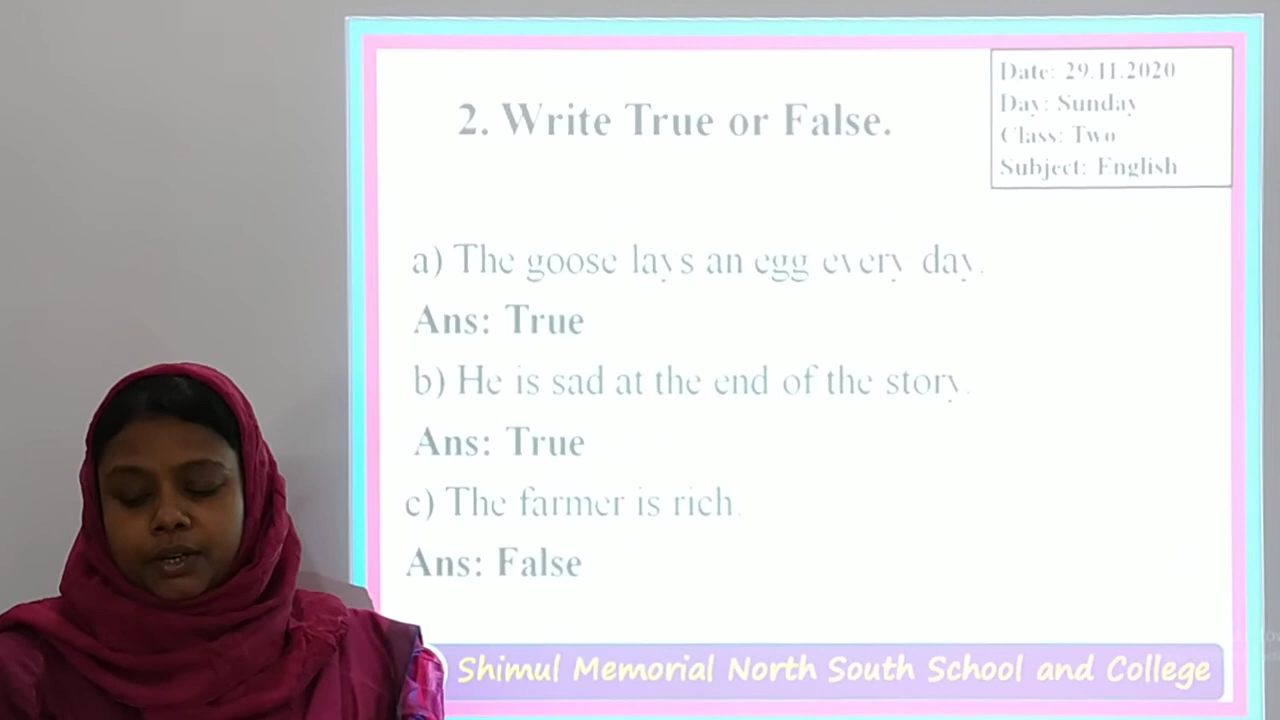 Date: 29.11.2020
Day: Sunday
Class: Two
Subject: English
2. Write True or False.
a) The goose lays an egg every day.
Ans: True
b) He is sad at the end of the story.
Ans: True
c) The farmer is rich.
Ans: False
Shimul Memorial North South School and College